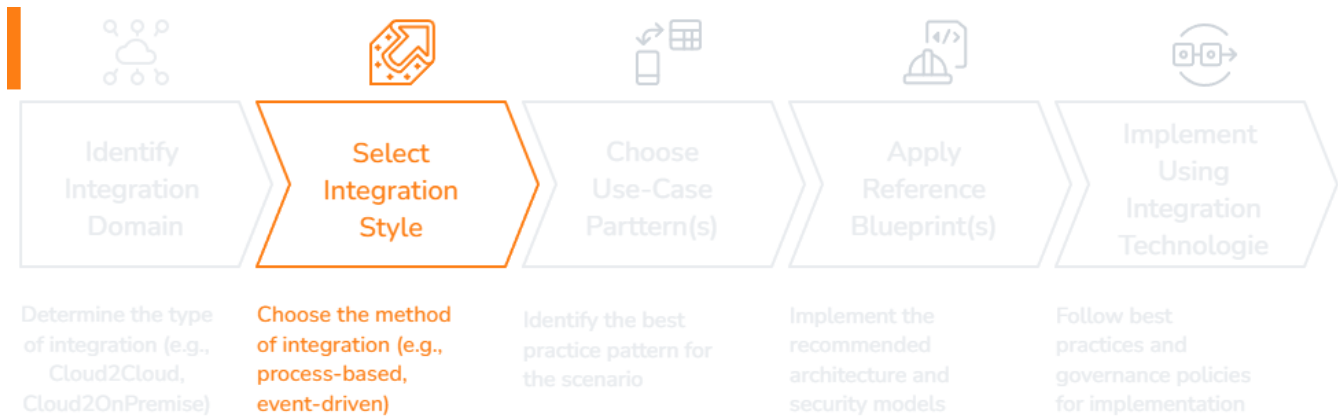 Identify
Integration
Domain
Select
Integration
Style
Choose
Use-Case
Parttern(s)
Apply
Reference
Blueprint(s)
Implement
Using
Integration
Technologie
Determine the type
of integration (e.g.,
Cloud2Cloud,
Cloud2OnPremise)
Choose the method
of integration (e.g.,
process-based,
event-driven)
Identify the best
practice pattern for
the scenario
Implement the
recommended
architecture and
security models
Follow best
practices and
governance policies
for implementation